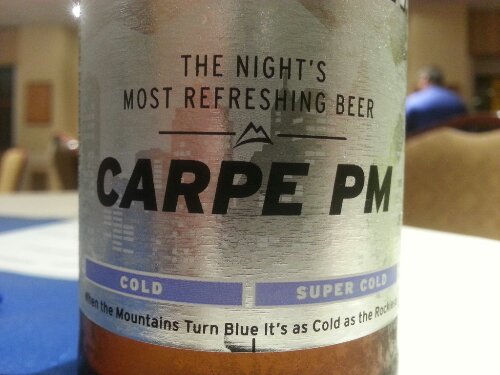 THE NIGHT'S
MOST REFRESHING BEER
CARPE PM
COLD
SUPER COLD
When the Mountains Turn Blue It's as Cold as the Rockies